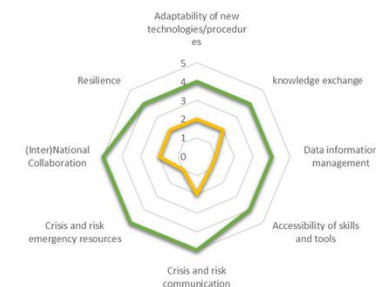 Adaptability of new
technologies/procedur
es
knowledge exchange
Data information
management
Accessibility of skills
and tools
Crisis and risk
communication
Crisis and risk
emergency resources
(Inter)National
Collaboration
Resilience
5
4
3
2
1
0